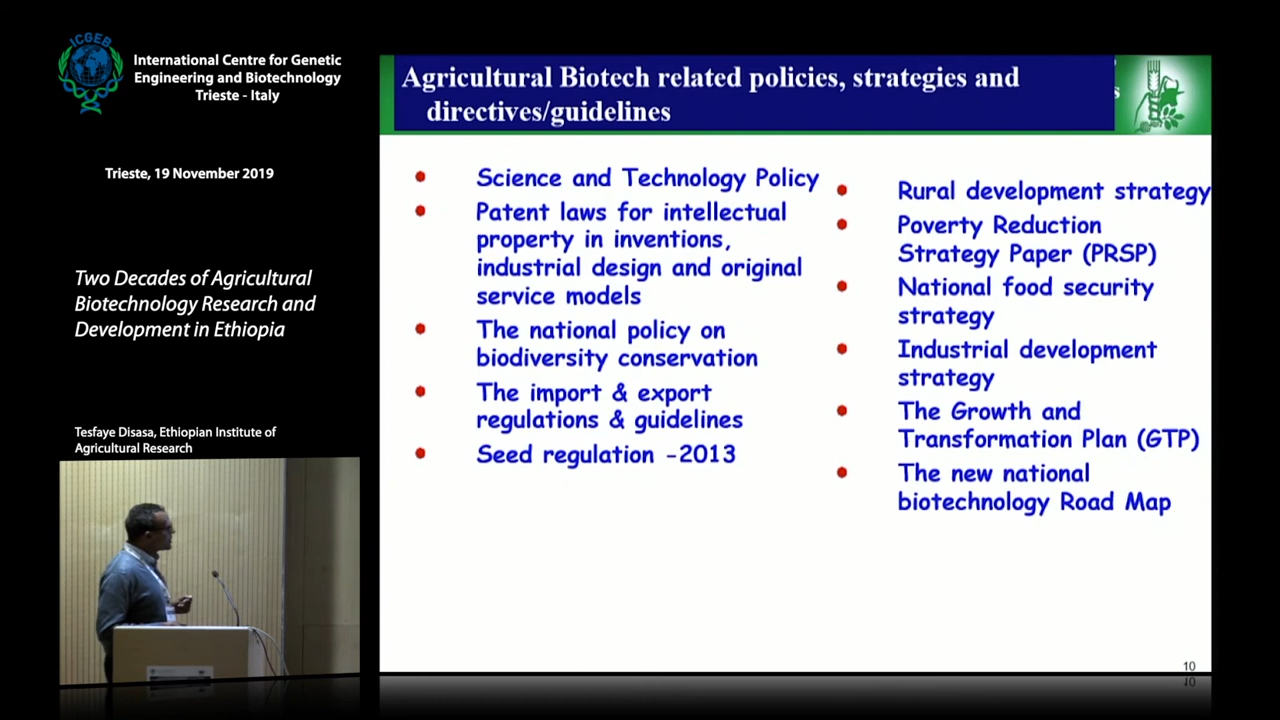 ICGEB
International Centre for Genetic
Engineering and Biotechnology
Trieste - Italy
Trieste, 19 November 2019
Two Decades of Agricultural
Biotechnology Research and
Development in Ethiopia
Tesfaye Disasa, Ethiopian Institute of
Agricultural Research
Agricultural Biotech related policies, strategies and
directives/guidelines
s
Science and Technology Policy
Patent laws for intellectual
property in inventions,
industrial design and original
service models
The national policy on
biodiversity conservation
The import & export
regulations & guidelines
Seed regulation -2013
Rural development strategy
Poverty Reduction
Strategy Paper (PRSP)
National food security
strategy
Industrial development
strategy
The Growth and
Transformation Plan (GTP)
The new national
biotechnology Road Map
10